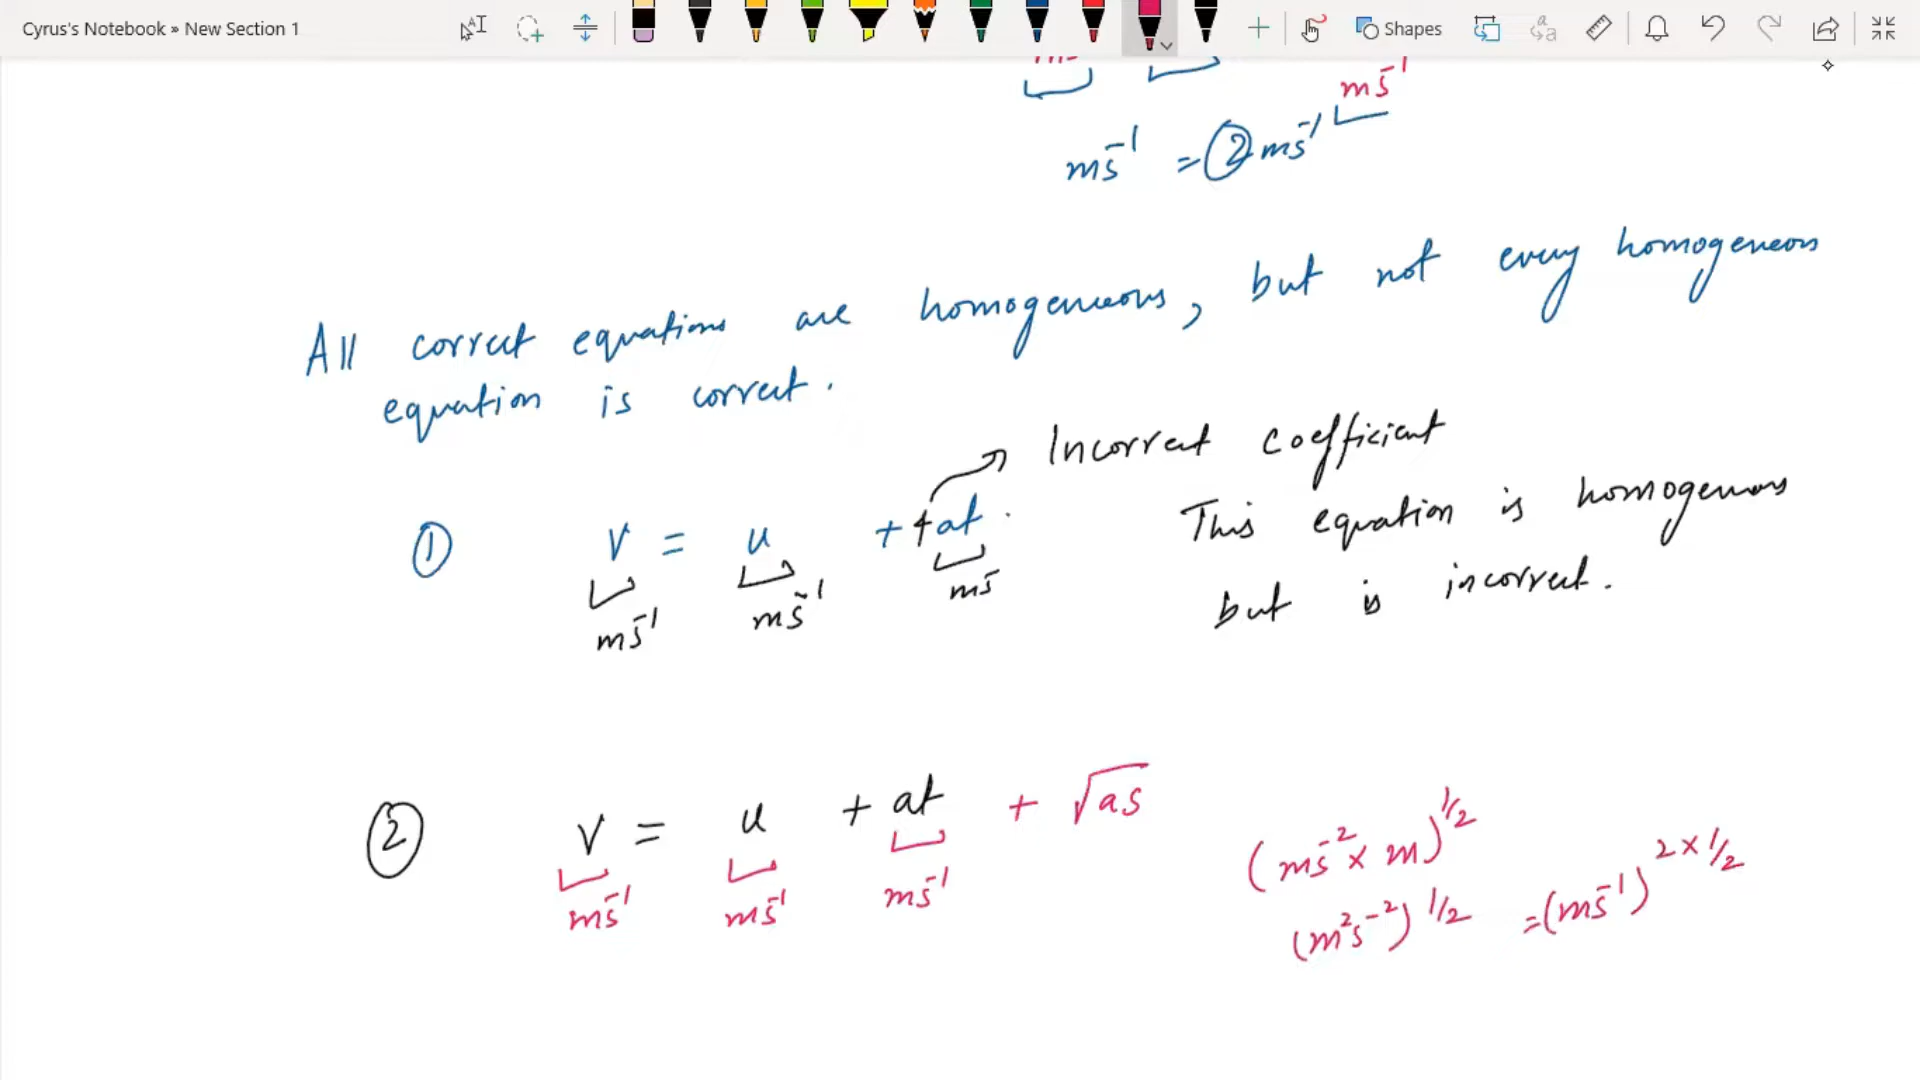 Cyrus's Notebook » New Section 1
Shapes
ms⁻¹
ms⁻¹ = 2 ms⁻¹
All correct equations are homogeneous, but not every homogeneous
equation is correct.
Incorrect coefficient
① v = u + 4at.
ms⁻¹ ms⁻¹ ms⁻
This equation is homogenous
but is incorrect.
② v = u + at + √as
ms⁻¹ ms⁻¹ ms⁻¹
(ms⁻² × m)^1/2
(m²s⁻²)^1/2 = (ms⁻¹)^2×1/2